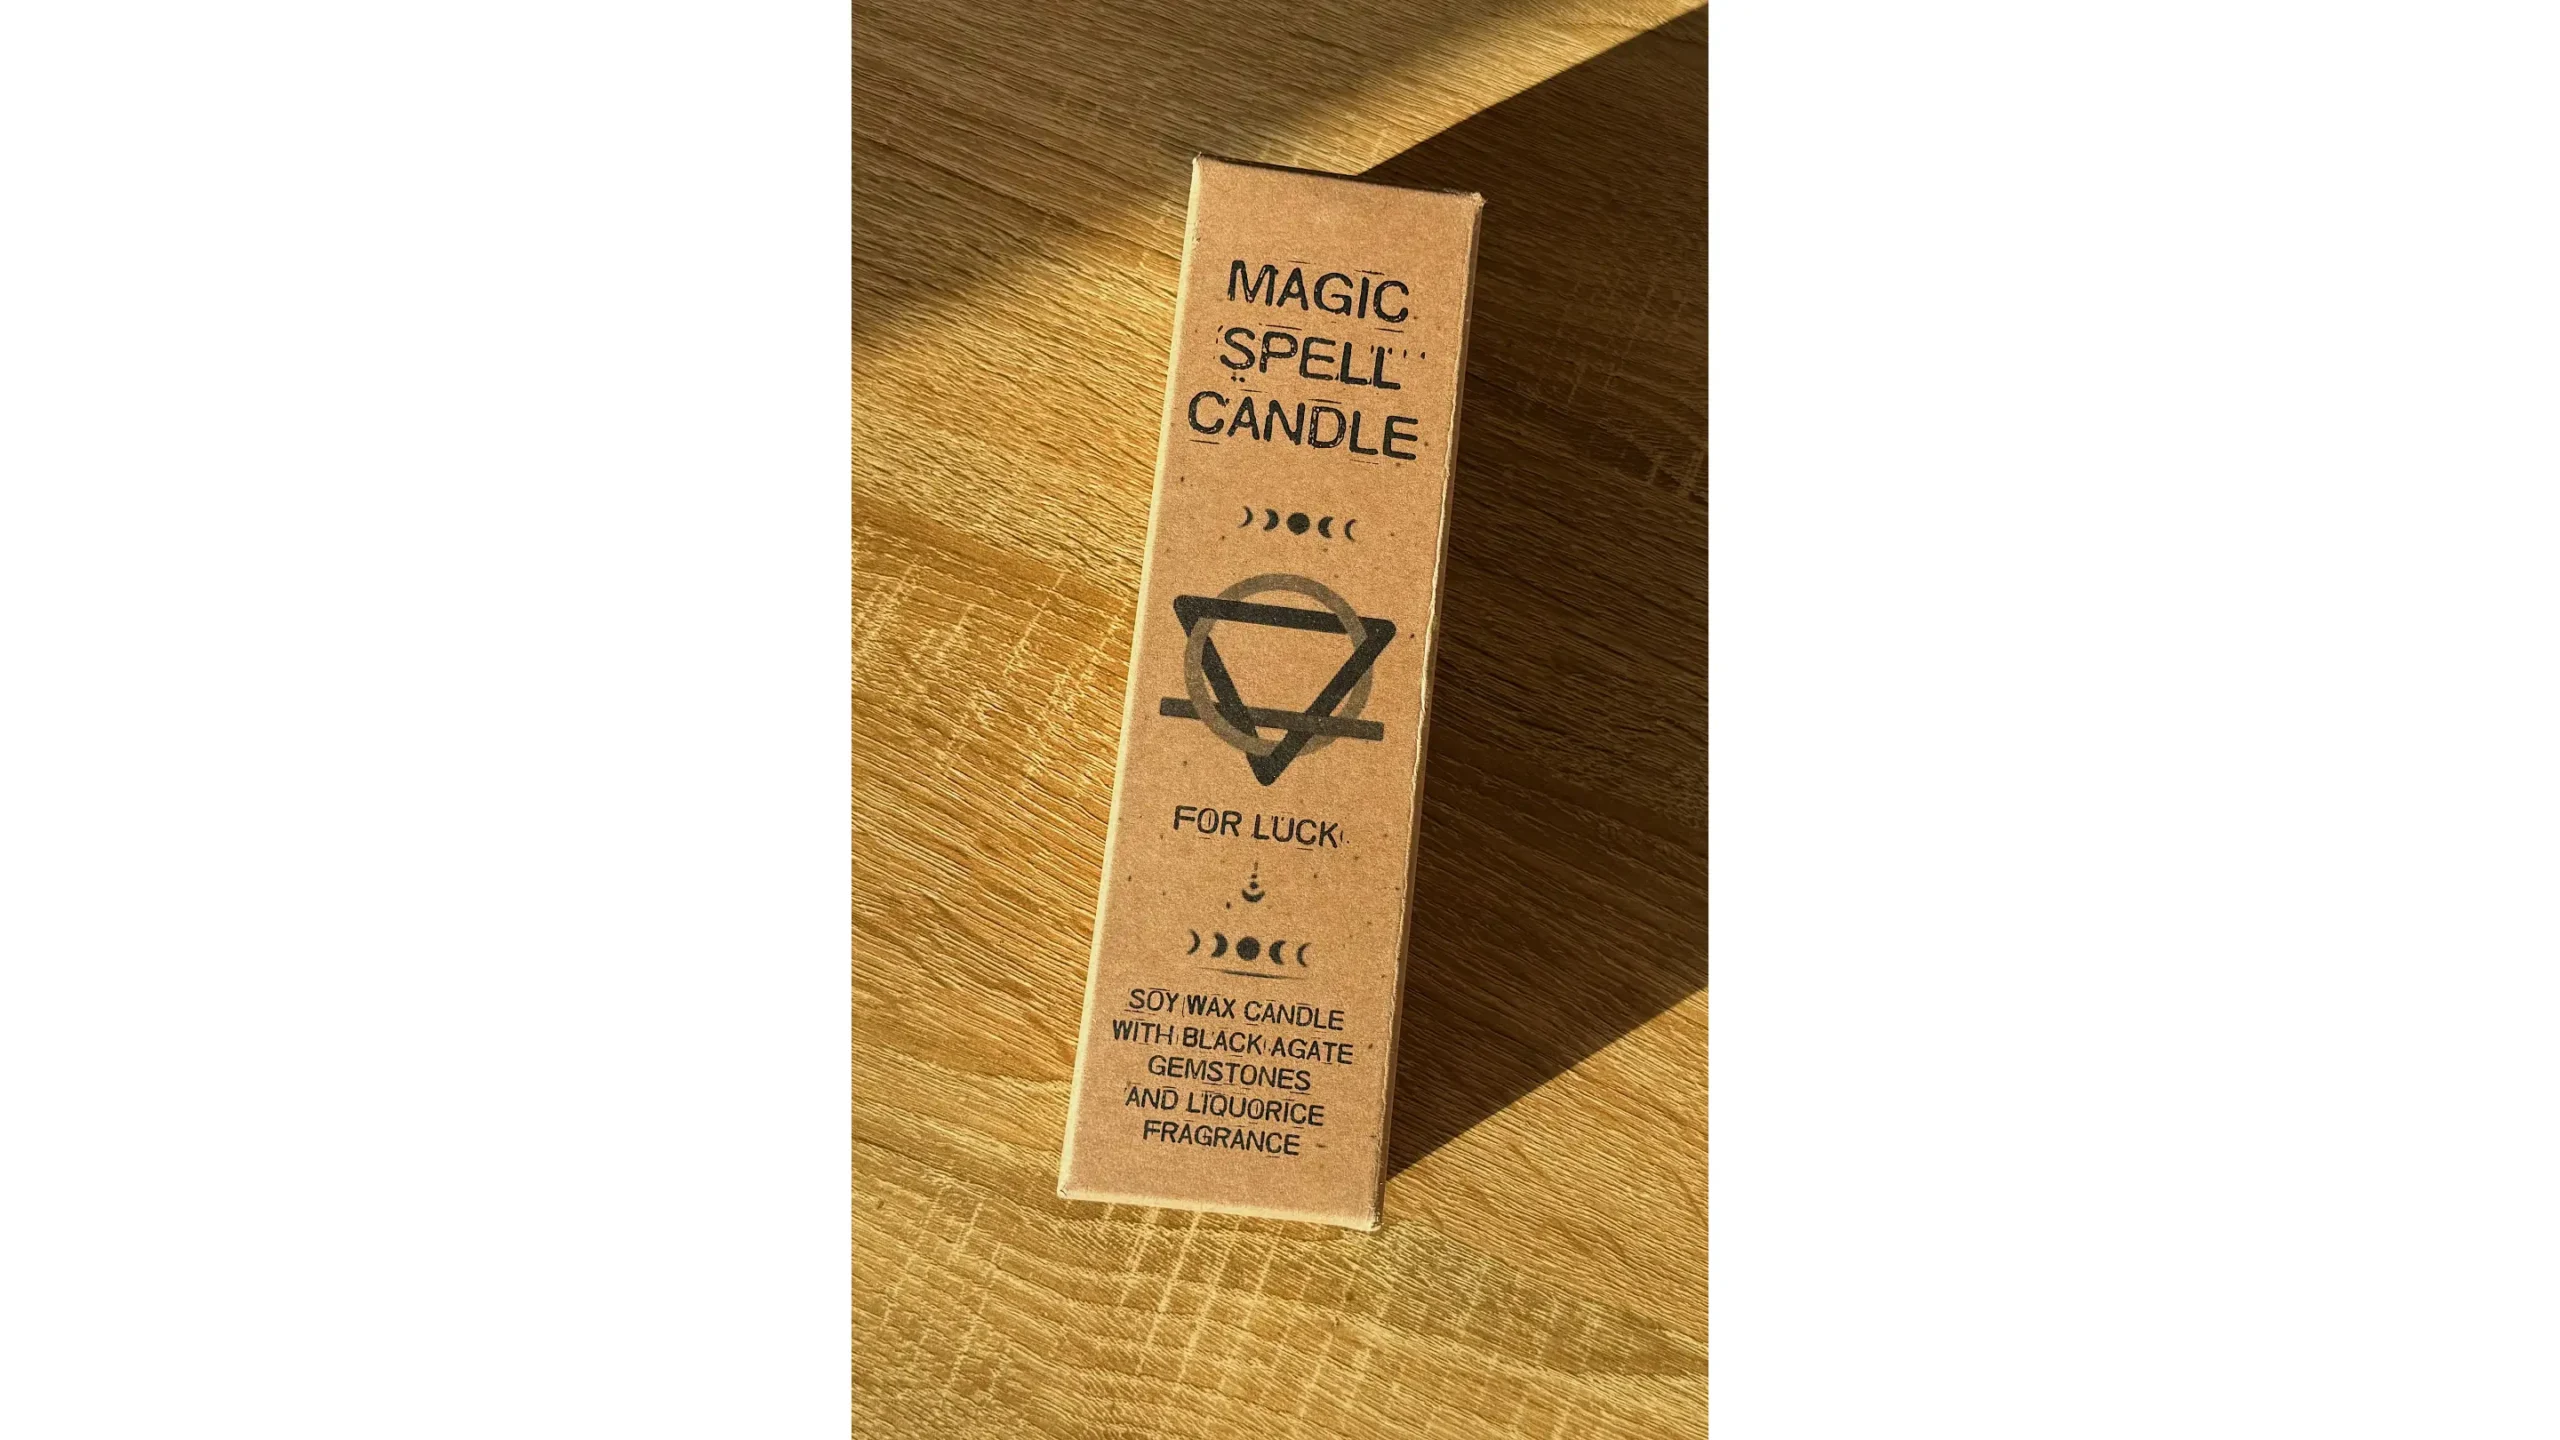 MAGIC
SPELL
CANDLE
FOR LUCK
SOY WAX CANDLE
WITH BLACK AGATE
GEMSTONES
AND LIQUORICE
FRAGRANCE